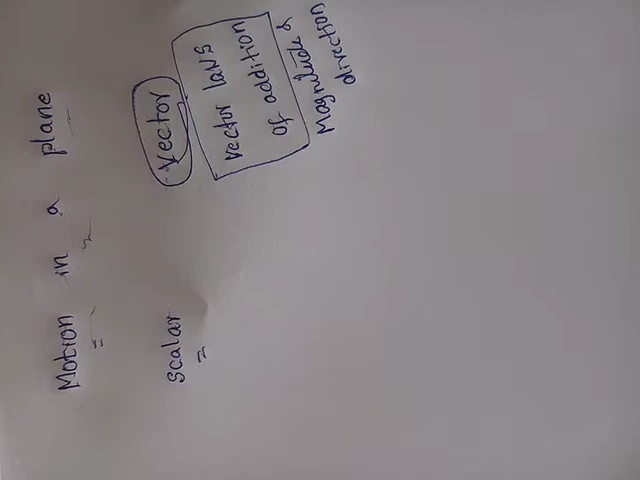 Motion in a plane
Scalar
Vector
vector laws
of addition
Magnitude &
direction